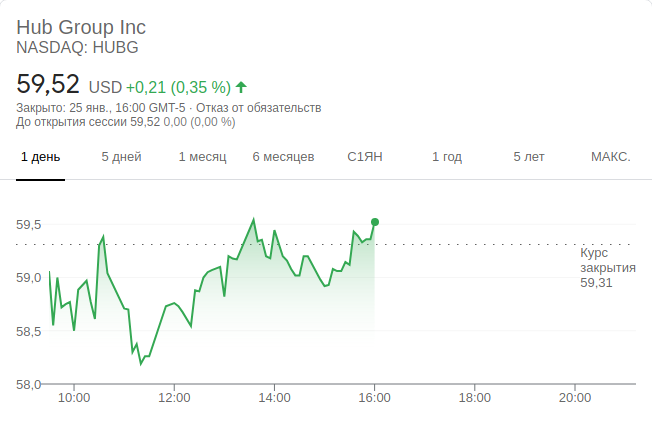 Hub Group Inc
NASDAQ: HUBG
59,52 USD +0,21 (0,35 %)
Закрыто: 25 янв., 16:00 GMT-5 · Отказ от обязательств
До открытия сессии 59,52 0,00 (0,00 %)
1 день 5 дней 1 месяц 6 месяцев С1ЯН 1 год 5 лет МАКС.
59,5
Курс
закрытия
59,0
59,31
58,5
58,0
10:00 12:00 14:00 16:00 18:00 20:00